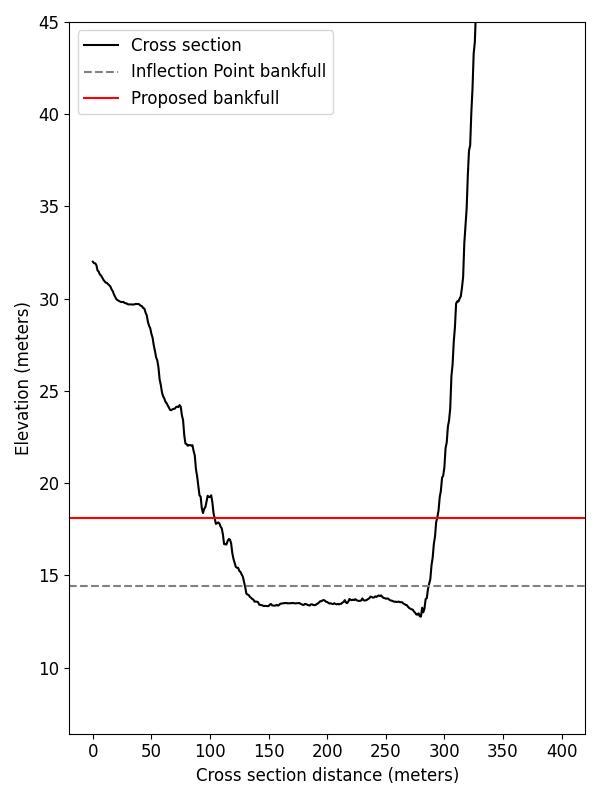 Cross section
Inflection Point bankfull
Proposed bankfull
Elevation (meters)
45
40
35
30
25
20
15
10
0 50 100 150 200 250 300 350 400
Cross section distance (meters)